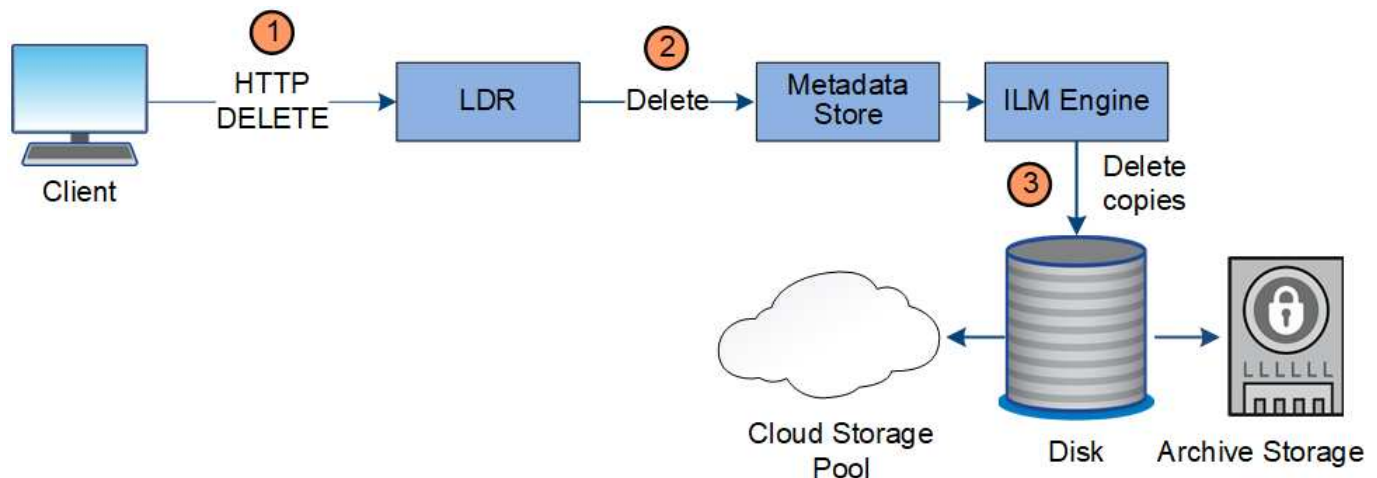 1
HTTP
DELETE
Client
LDR
2
Delete
Metadata
Store
ILM Engine
3
Delete
copies
Cloud Storage
Pool
Disk
LLLLLL
Archive Storage